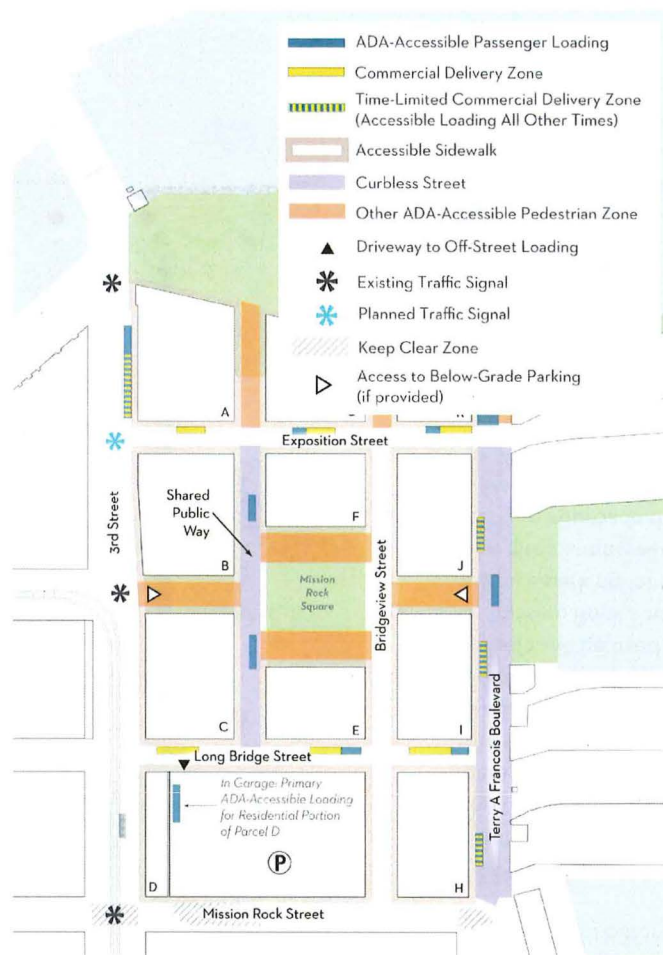 ADA-Accessible Passenger Loading
Commercial Delivery Zone
Time-Limited Commercial Delivery Zone
(Accessible Loading All Other Times)
Accessible Sidewalk
Curbless Street
Other ADA-Accessible Pedestrian Zone
Driveway to Off-Street Loading
Existing Traffic Signal
Planned Traffic Signal
Keep Clear Zone
Access to Below-Grade Parking
(if provided)
A
Exposition Street
3rd Street
Shared
Public
Way
F
B
J
Mission
Rock
Square
Bridgeview Street
Terry A Francois Boulevard
C
E
I
Long Bridge Street
In Garage: Primary
ADA-Accessible Loading
for Residential Portion
of Parcel D
P
D
H
Mission Rock Street